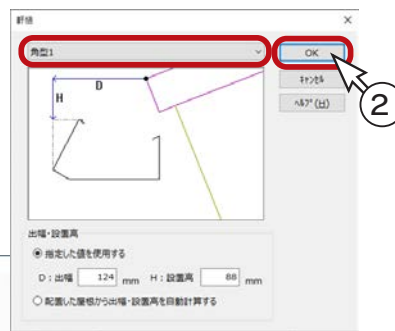 軒樋
角型1
OK
キャンセル
ヘルプ(H)
②
D
H
出幅・設置高
指定した値を使用する
D:出幅 124 mm H:設置高 88 mm
配置した屋根から出幅・設置高を自動計算する